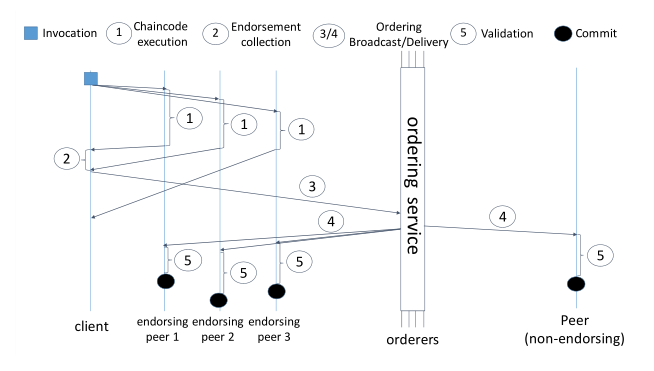 Invocation
1
Chaincode
execution
2
Endorsement
collection
3/4
Ordering
Broadcast/Delivery
5
Validation
Commit
1
1
1
2
3
4
4
5
5
5
5
ordering service
client
endorsing
peer 1
endorsing
peer 2
endorsing
peer 3
orderers
Peer
(non-endorsing)